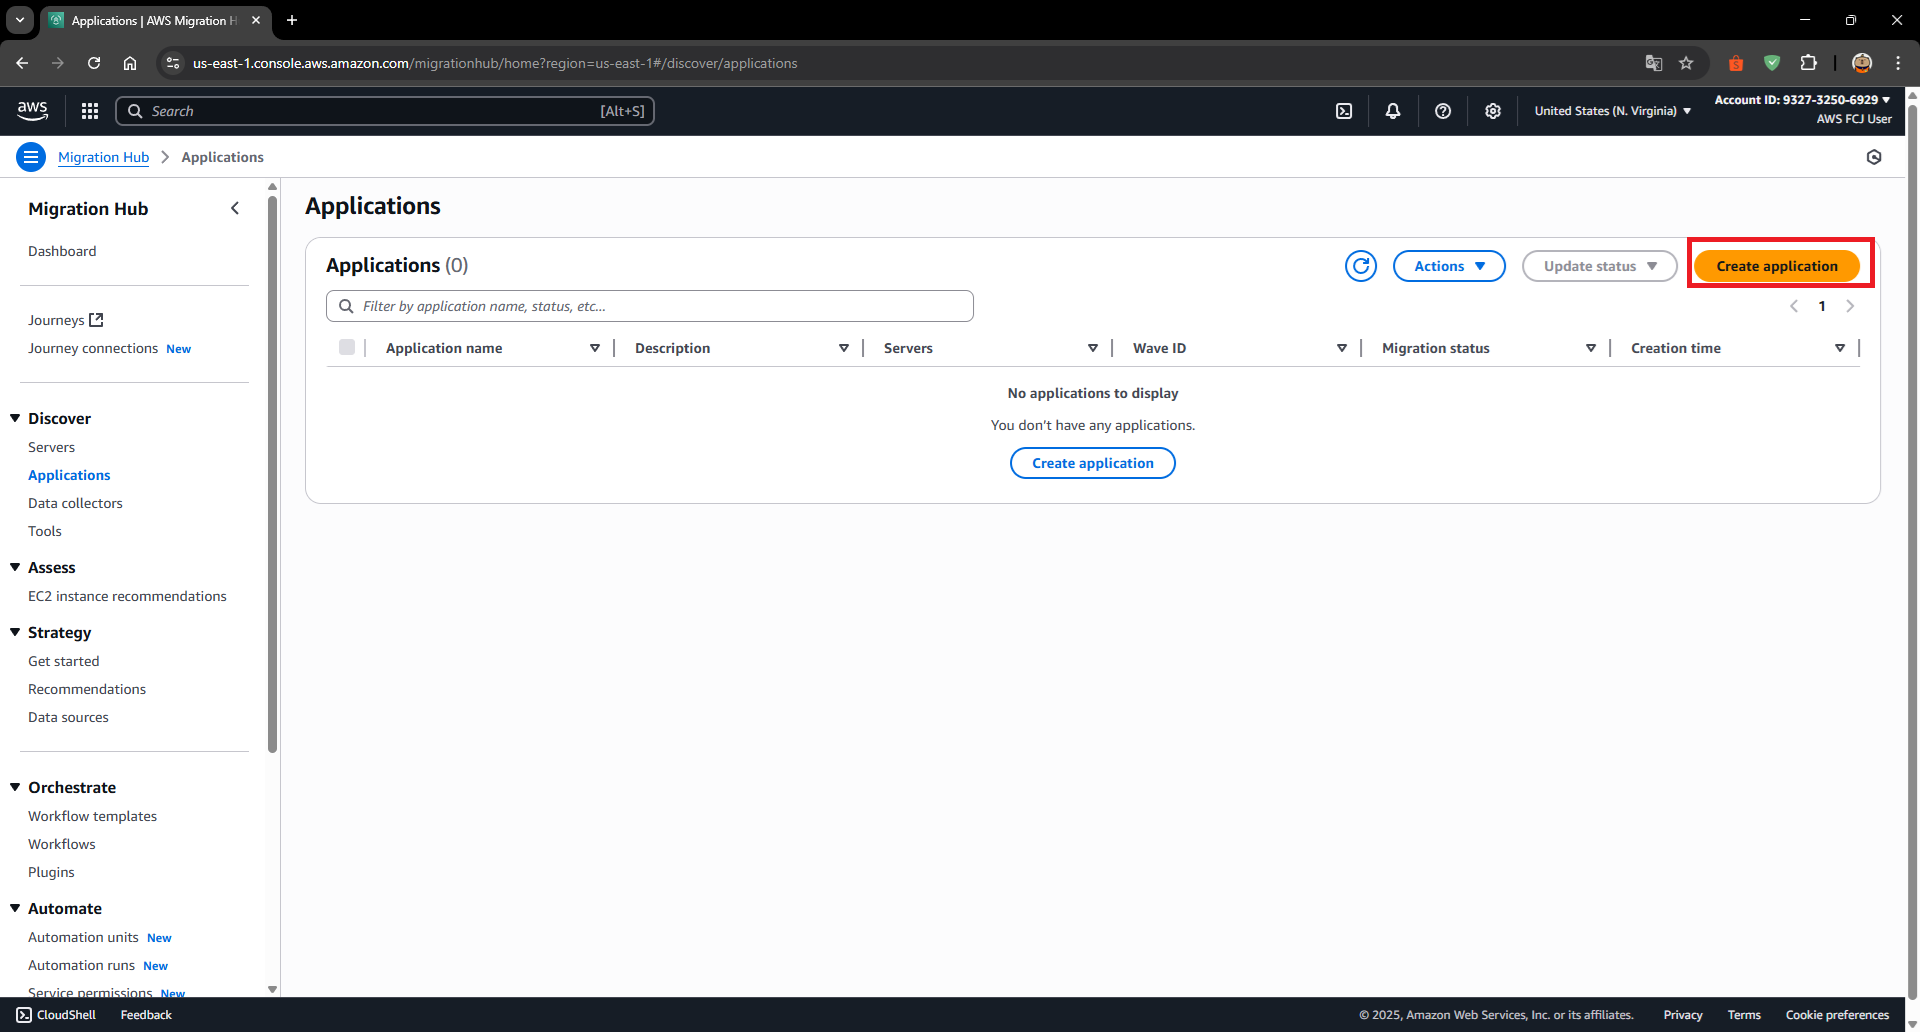 Applications | AWS Migration H
us-east-1.console.aws.amazon.com/migrationhub/home?region=us-east-1#/discover/applications
aws
Search [Alt+S]
United States (N. Virginia)
Account ID: 9327-3250-6929
AWS FCJ User
Migration Hub > Applications
Migration Hub
Dashboard
Journeys
Journey connections New
Discover
Servers
Applications
Data collectors
Tools
Assess
EC2 instance recommendations
Strategy
Get started
Recommendations
Data sources
Orchestrate
Workflow templates
Workflows
Plugins
Automate
Automation units New
Automation runs New
Service permissions New
Applications
Applications (0)
Actions
Update status
Create application
Filter by application name, status, etc...
1
Application name Description Servers Wave ID Migration status Creation time
No applications to display
You don't have any applications.
Create application
CloudShell Feedback
© 2025, Amazon Web Services, Inc. or its affiliates. Privacy Terms Cookie preferences